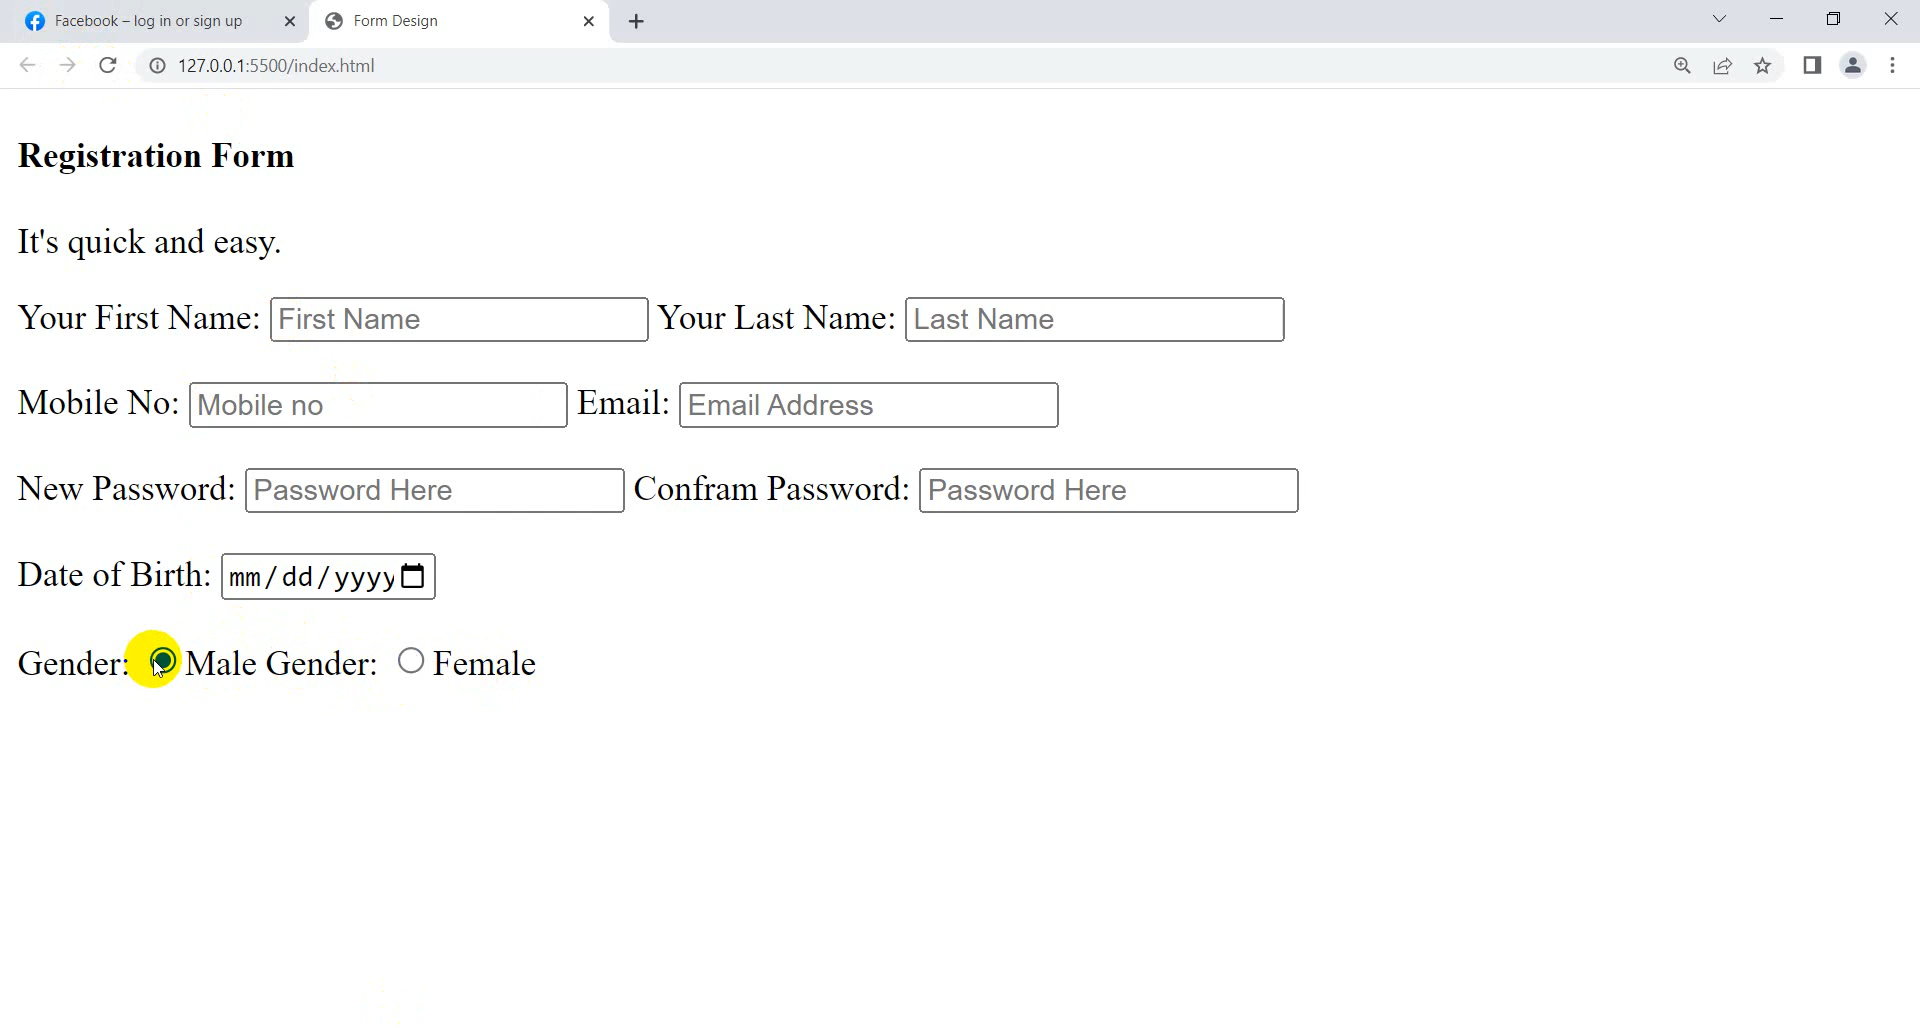 Facebook – log in or sign up
Form Design
127.0.0.1:5500/index.html
Registration Form
It's quick and easy.
Your First Name: First Name Your Last Name: Last Name
Mobile No: Mobile no Email: Email Address
New Password: Password Here Confram Password: Password Here
Date of Birth: mm/dd/yyyy
Gender: Male Gender: Female